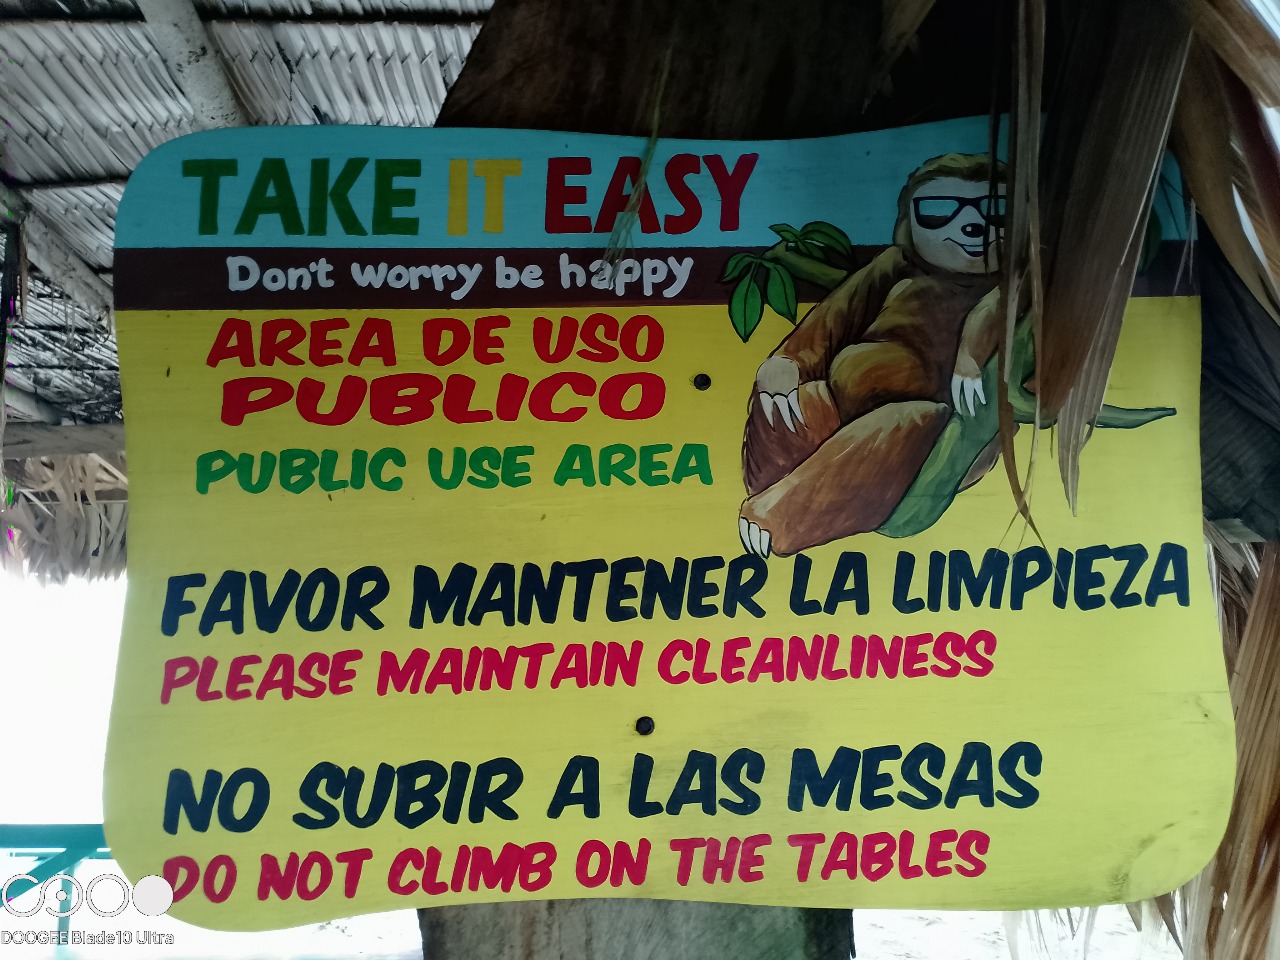 TAKE IT EASY
Don't worry be happy
AREA DE USO
PUBLICO
PUBLIC USE AREA
FAVOR MANTENER LA LIMPIEZA
PLEASE MAINTAIN CLEANLINESS
NO SUBIR A LAS MESAS
DO NOT CLIMB ON THE TABLES
DOOGEE Blade10 Ultra